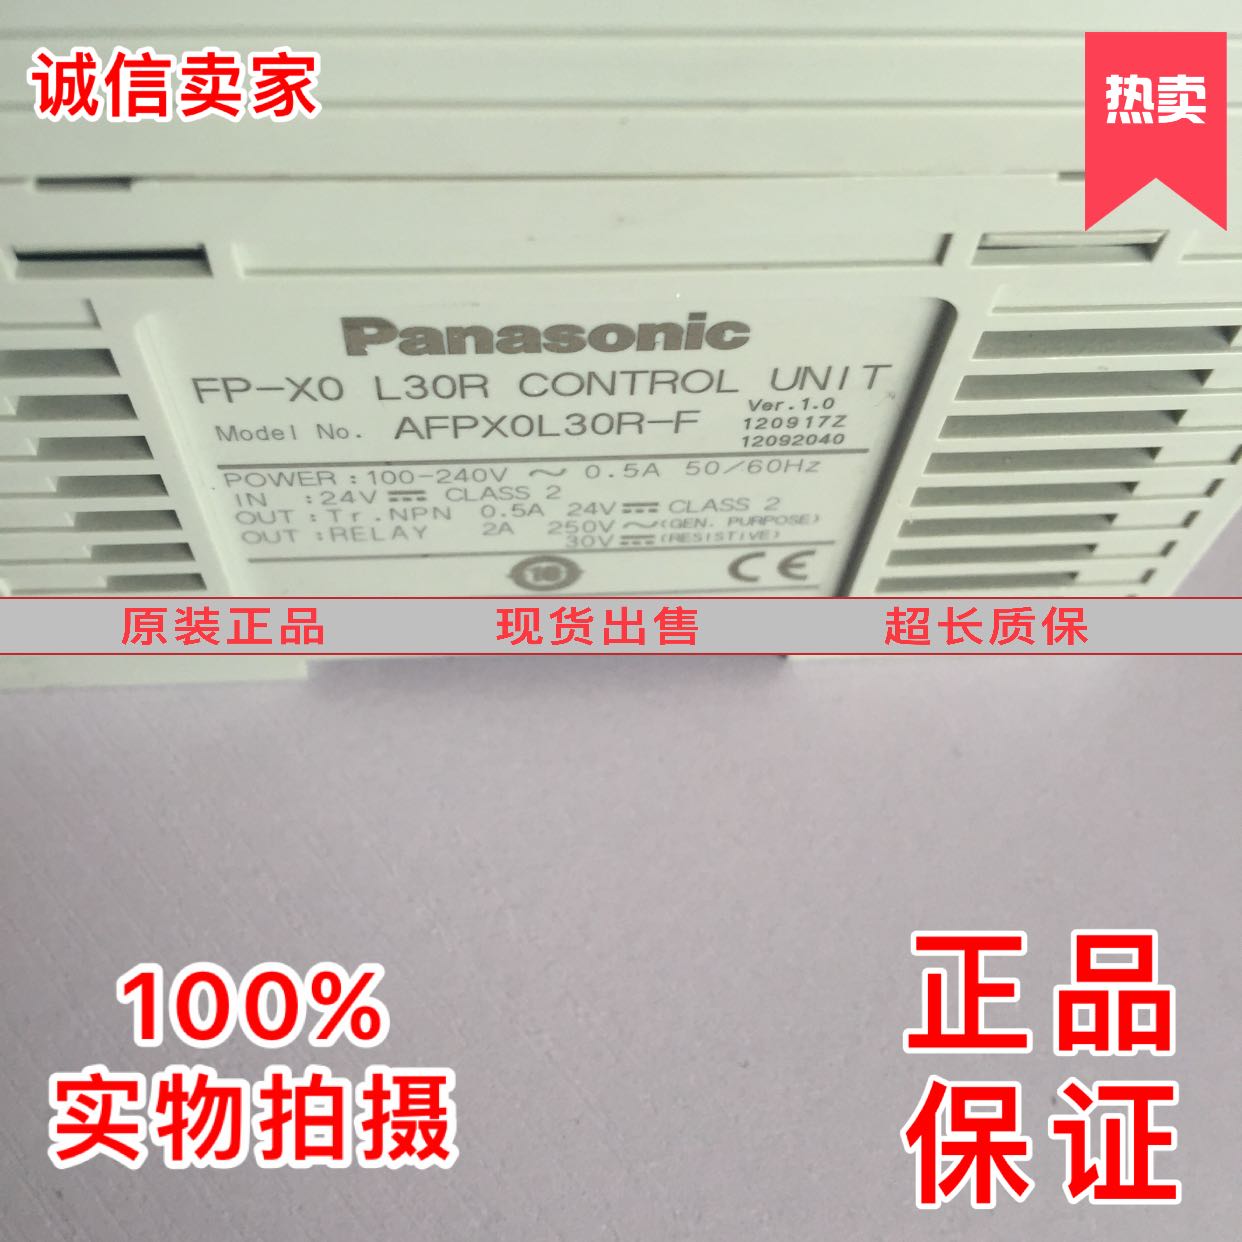 诚信卖家
热卖
Panasonic
FP-X0 L30R CONTROL UNIT
Model No. AFPX0L30R-F
Ver.1.0
120917Z
12092040
POWER:100-240V ～ 0.5A 50/60Hz
IN :24V⎓ CLASS 2
OUT:Tr.NPN 0.5A 24V⎓ CLASS 2
OUT:RELAY 2A 250V～(GEN. PURPOSE)
30V⎓(RESISTIVE)
10 CE
原装正品 现货出售 超长质保
100%
实物拍摄
正品
保证